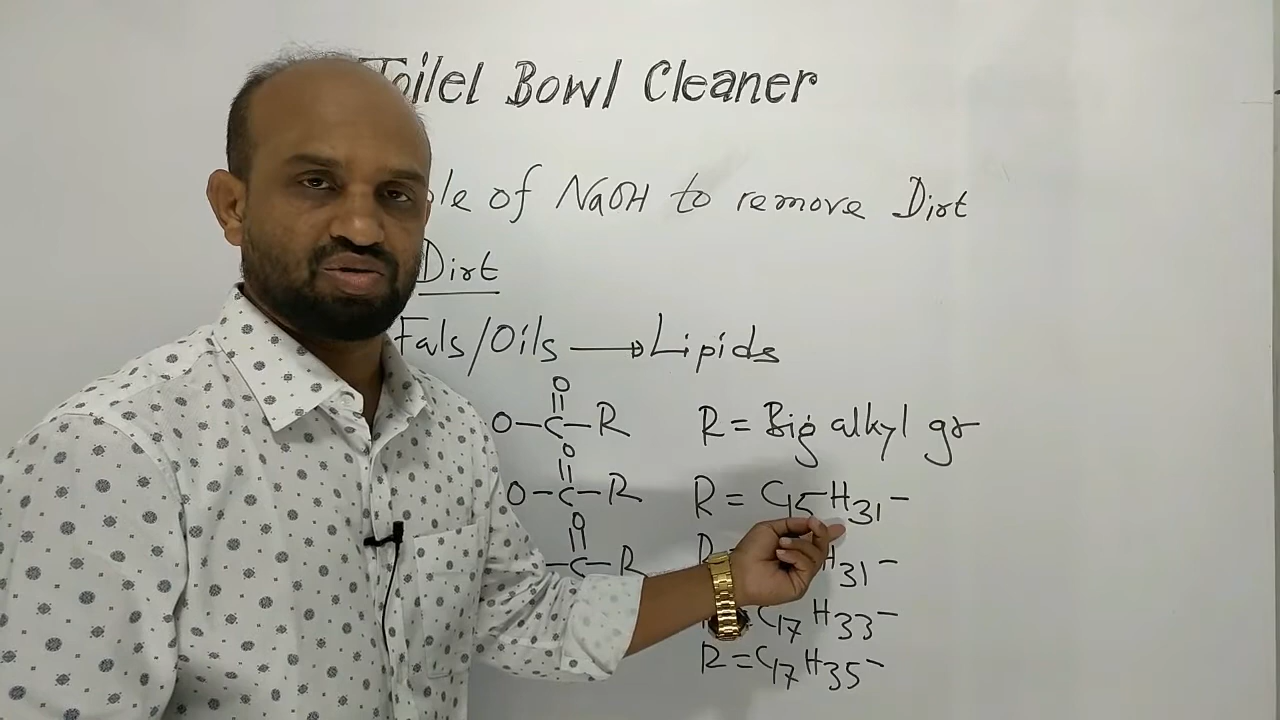 Toilet Bowl Cleaner
ole of NaOH to remove Dirt
Dirt
Fats/Oils → Lipids
O
O-C-R R = Big alkyl gr
O
O-C-R R = C15H31-
O
-C-R R H31-
C17H33-
R = C17H35-